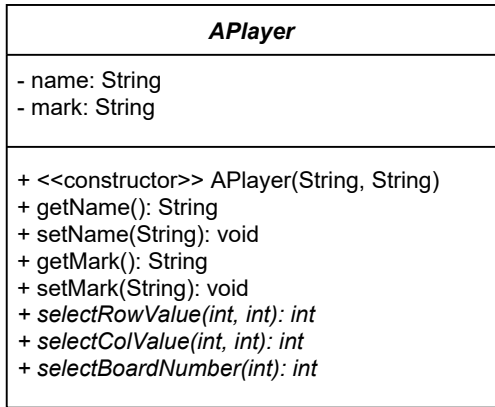 APlayer
- name: String
- mark: String
+ <<constructor>> APlayer(String, String)
+ getName(): String
+ setName(String): void
+ getMark(): String
+ setMark(String): void
+ selectRowValue(int, int): int
+ selectColValue(int, int): int
+ selectBoardNumber(int): int